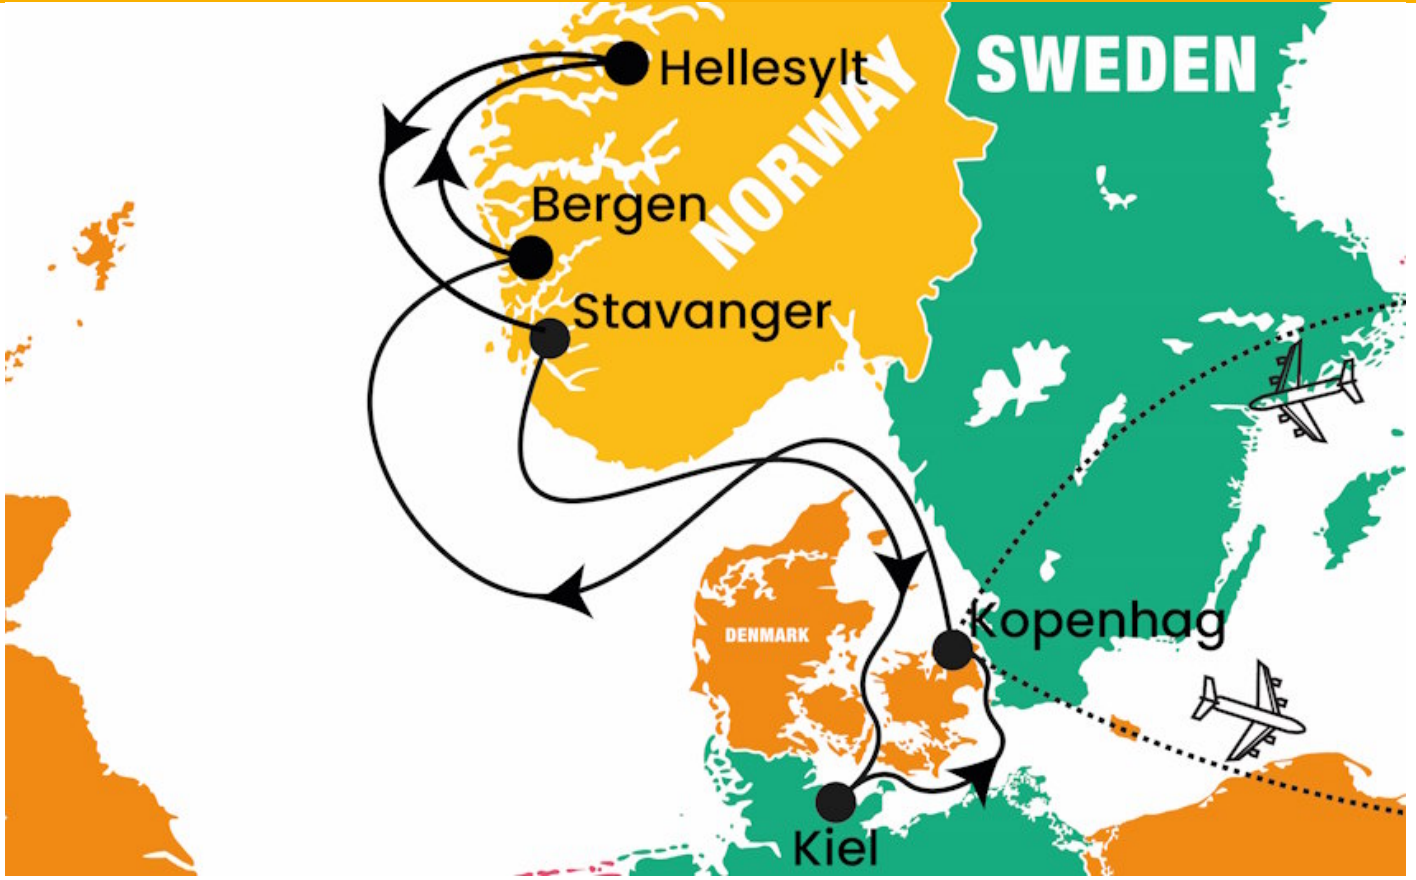 SWEDEN
Hellesylt
NORWAY
Bergen
Stavanger
Kopenhag
DENMARK
Kiel